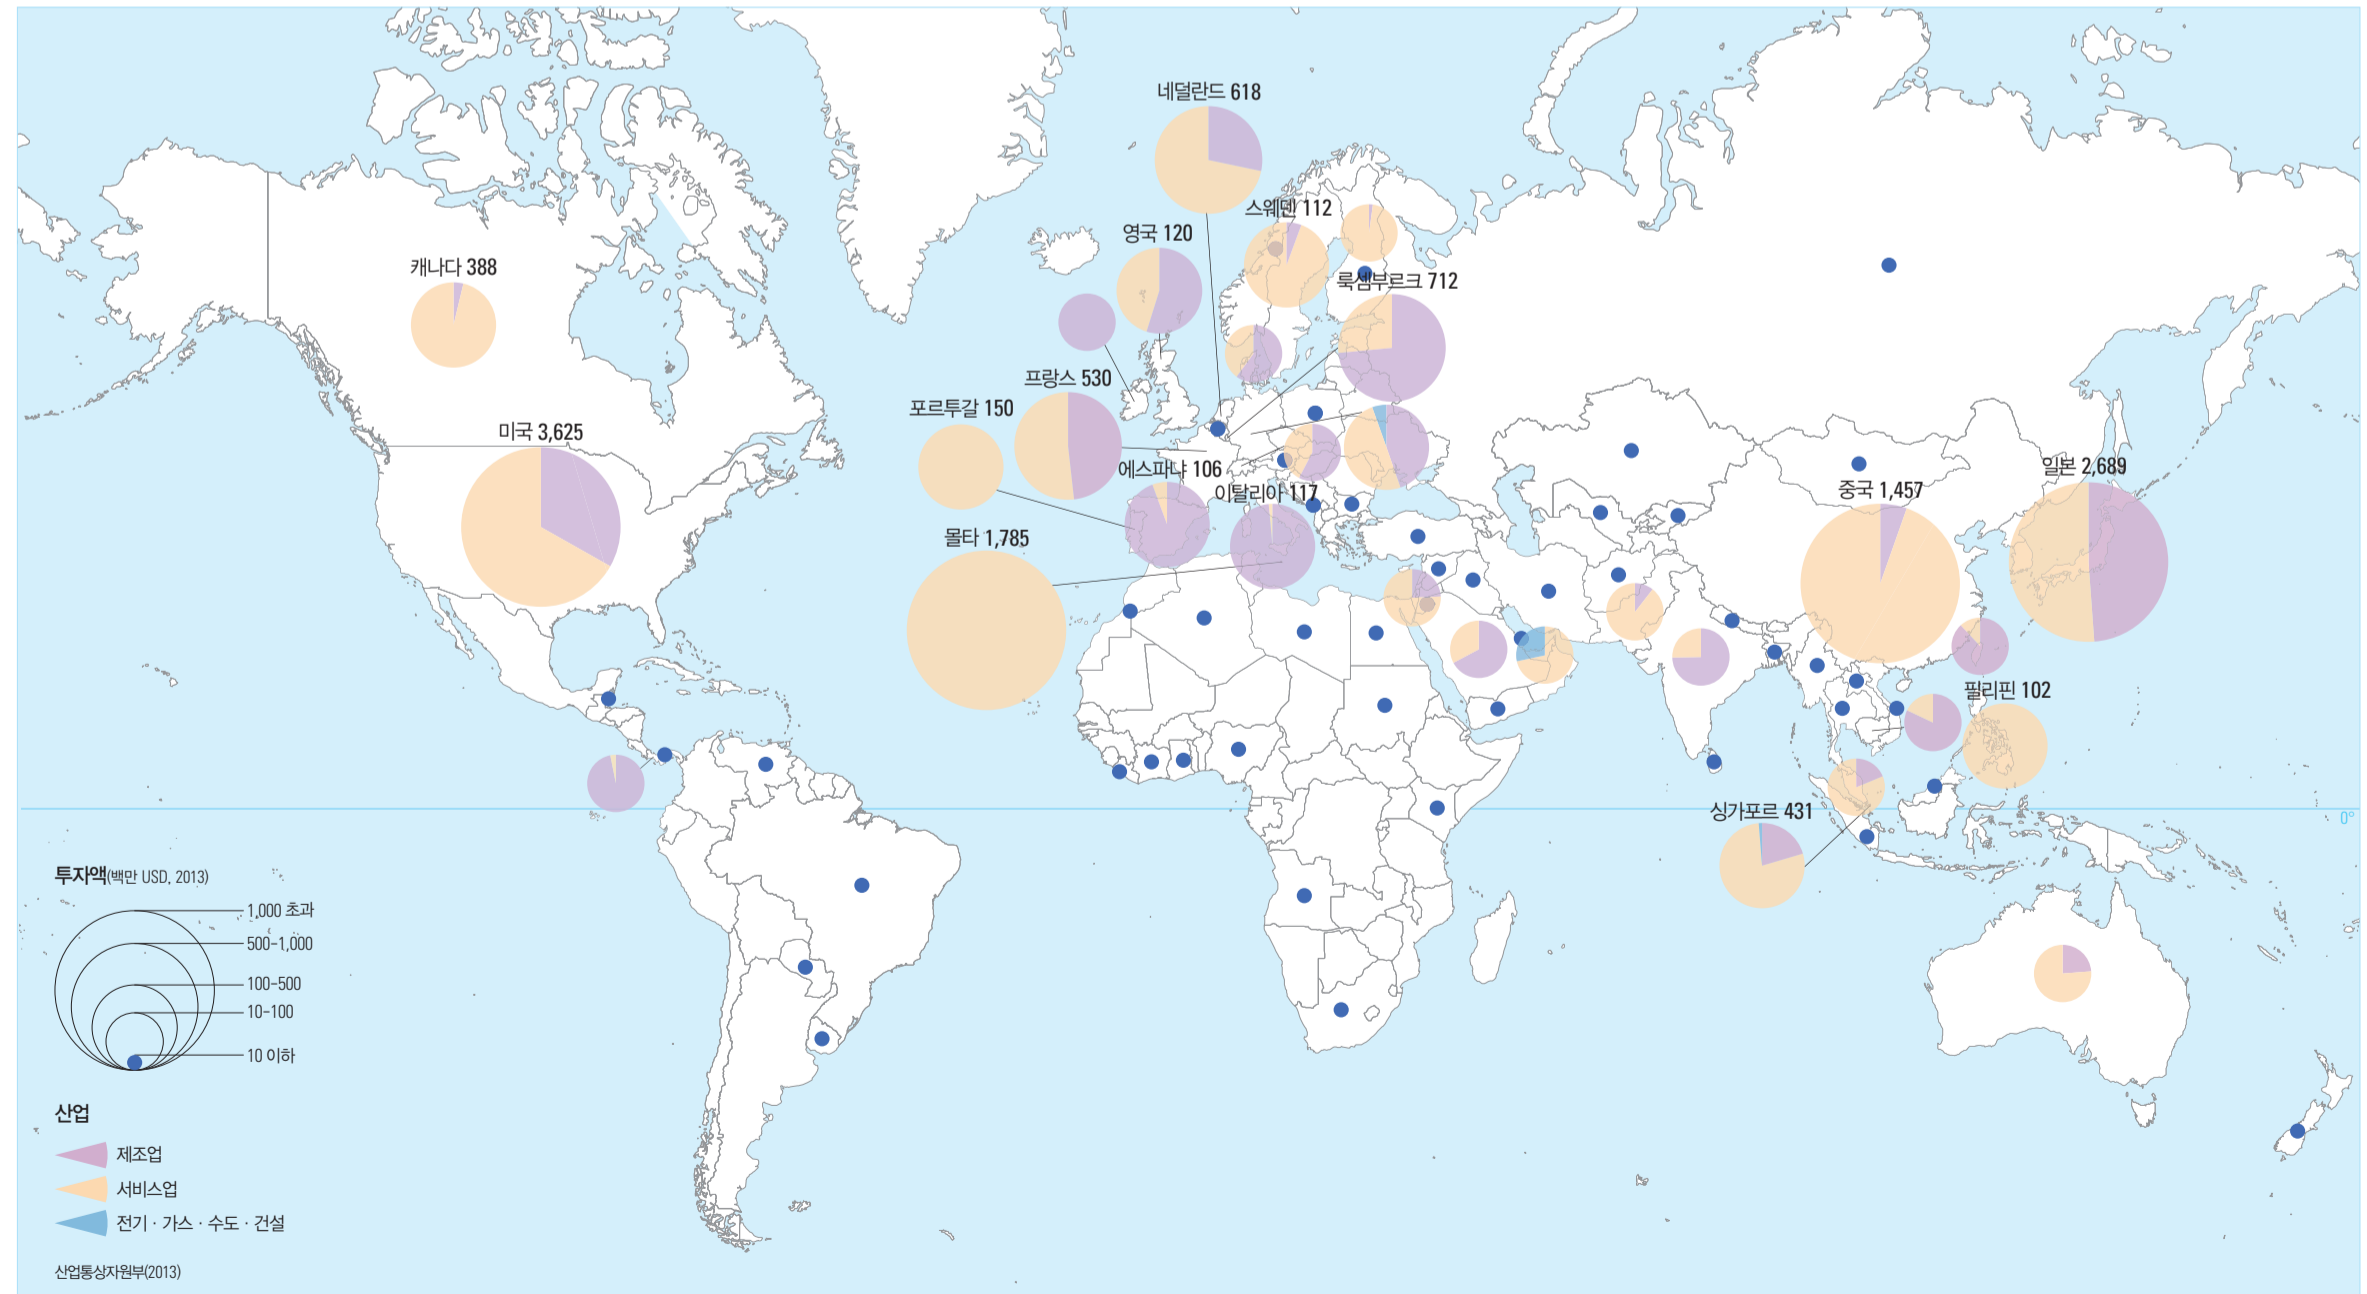 네덜란드 618
스웨덴 112
영국 120
캐나다 388
룩셈부르크 712
프랑스 530
포르투갈 150
미국 3,625
에스파냐 106
이탈리아 117
일본 2,689
중국 1,457
몰타 1,785
필리핀 102
싱가포르 431
0°
투자액(백만 USD, 2013)
1,000 초과
500-1,000
100-500
10-100
10 이하
산업
제조업
서비스업
전기 · 가스 · 수도 · 건설
산업통상자원부(2013)